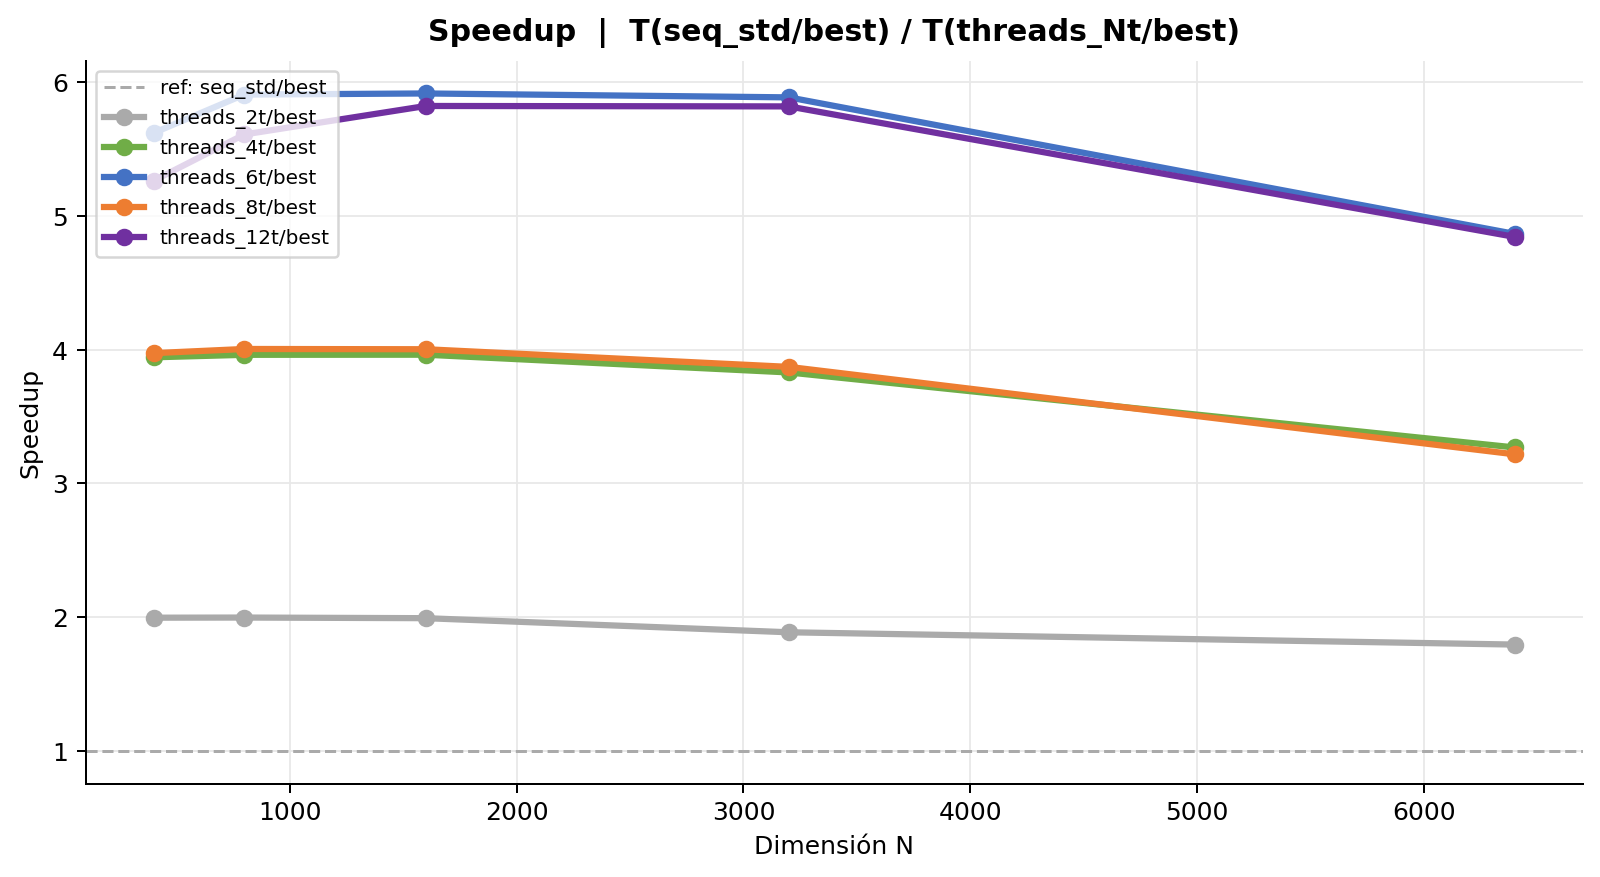 Speedup | T(seq_std/best) / T(threads_Nt/best)
ref: seq_std/best
threads_2t/best
threads_4t/best
threads_6t/best
threads_8t/best
threads_12t/best
6
5
4
3
2
1
Speedup
1000 2000 3000 4000 5000 6000
Dimensión N